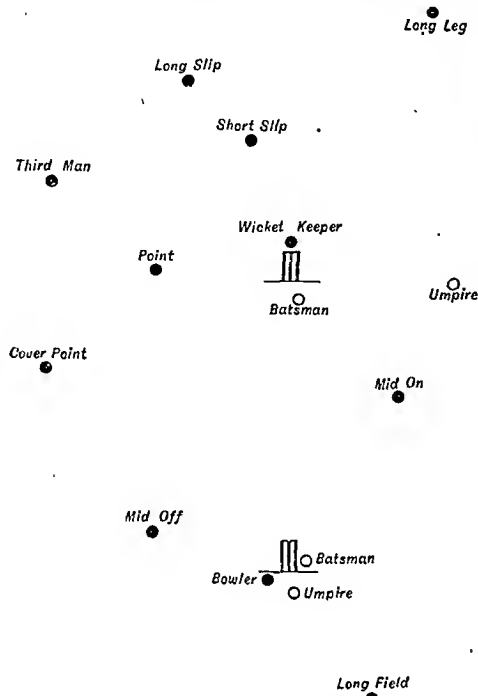 Long Leg
Long Slip
Short Slip
Third Man
Wicket Keeper
Point
Umpire
Batsman
Cover Point
Mid On
Mid Off
Batsman
Bowler
Umpire
Long Field